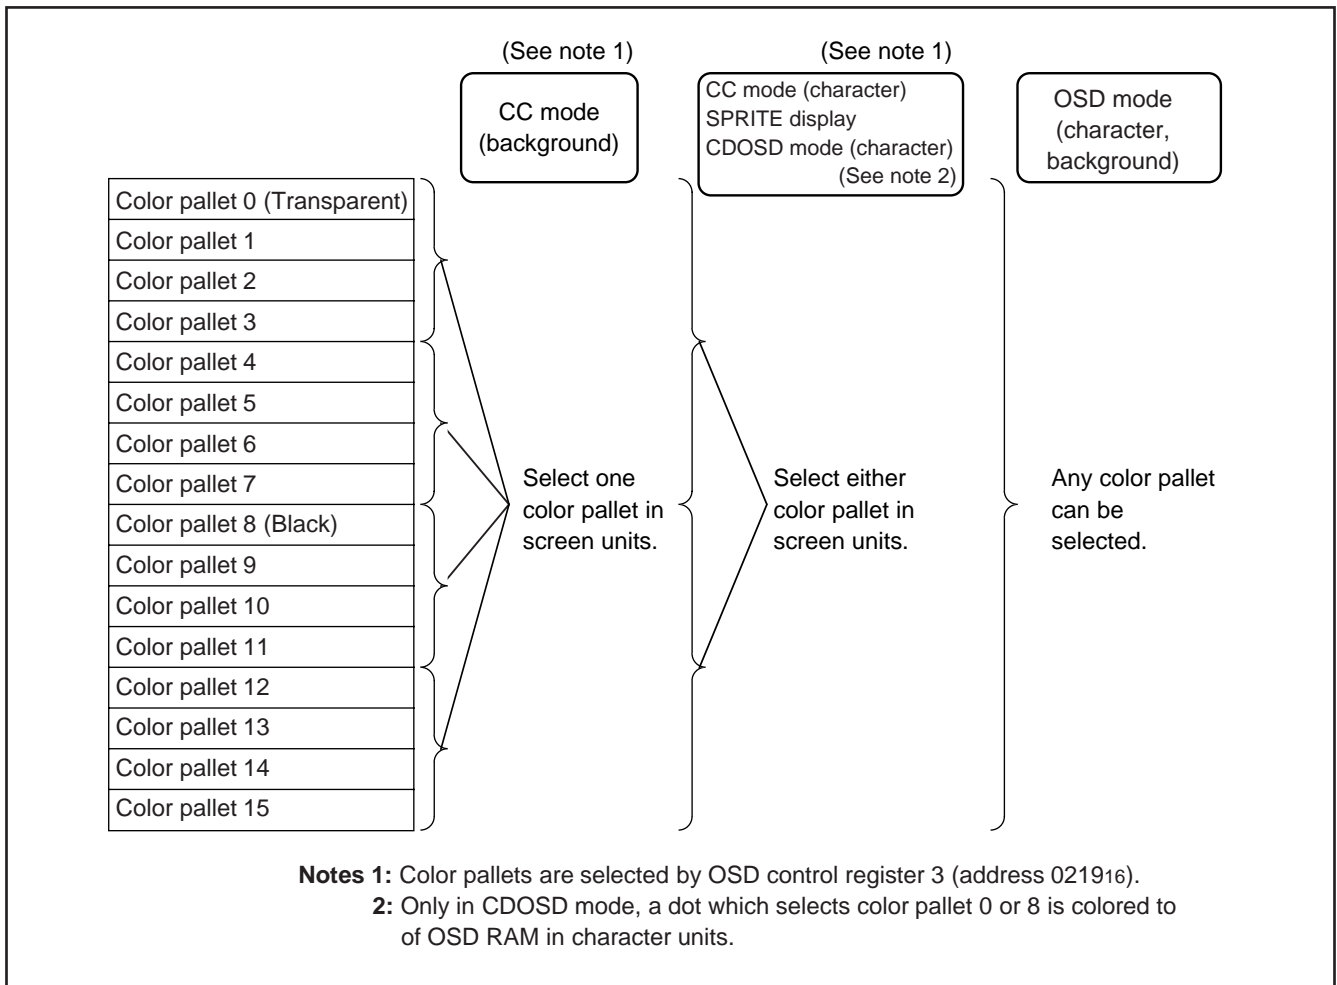 (See note 1)
(See note 1)
CC mode
(background)
CC mode (character)
SPRITE display
CDOSD mode (character)
(See note 2)
OSD mode
(character,
background)
Color pallet 0 (Transparent)
Color pallet 1
Color pallet 2
Color pallet 3
Color pallet 4
Color pallet 5
Color pallet 6
Color pallet 7
Color pallet 8 (Black)
Color pallet 9
Color pallet 10
Color pallet 11
Color pallet 12
Color pallet 13
Color pallet 14
Color pallet 15
Select one
color pallet in
screen units.
Select either
color pallet in
screen units.
Any color pallet
can be
selected.
Notes 1: Color pallets are selected by OSD control register 3 (address 021916).
2: Only in CDOSD mode, a dot which selects color pallet 0 or 8 is colored to
of OSD RAM in character units.